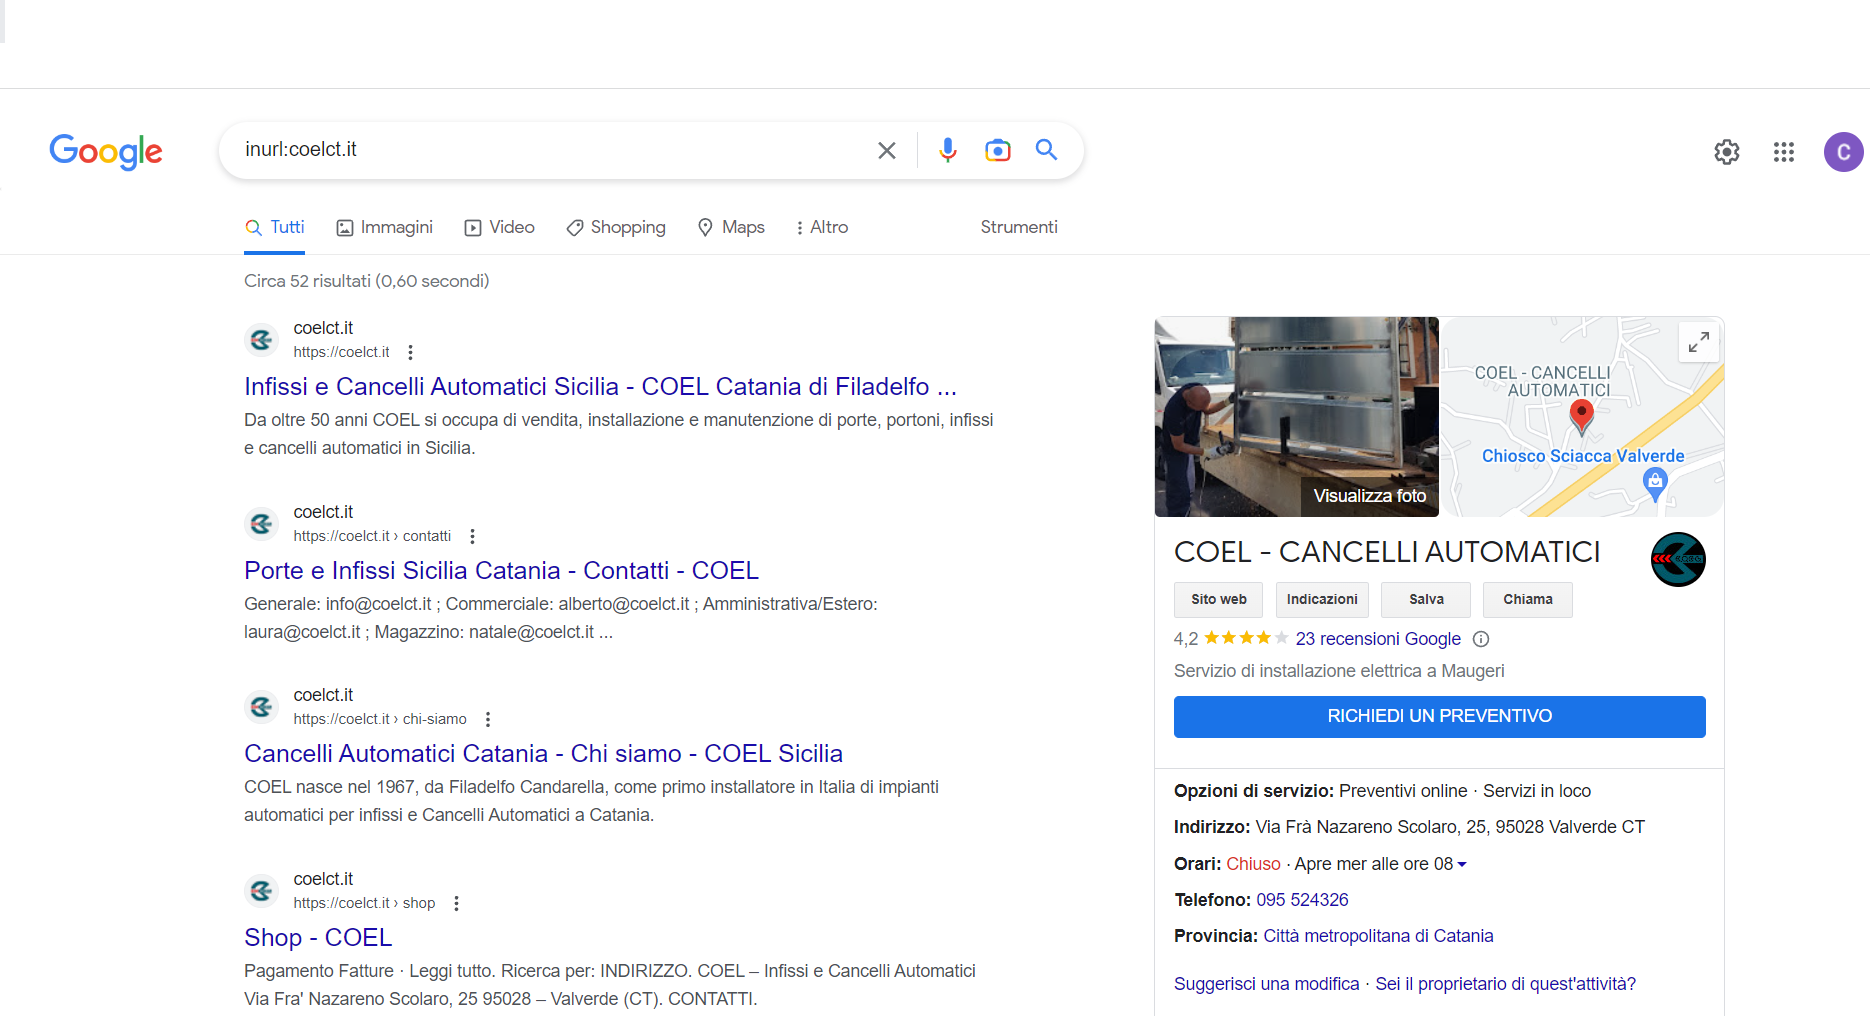 Google
inurl:coelct.it
C
Tutti
Immagini
Video
Shopping
Maps
Altro
Strumenti
Circa 52 risultati (0,60 secondi)
coelct.it
https://coelct.it
Infissi e Cancelli Automatici Sicilia - COEL Catania di Filadelfo ...
Da oltre 50 anni COEL si occupa di vendita, installazione e manutenzione di porte, portoni, infissi
e cancelli automatici in Sicilia.
coelct.it
https://coelct.it › contatti
Porte e Infissi Sicilia Catania - Contatti - COEL
Generale: info@coelct.it ; Commerciale: alberto@coelct.it ; Amministrativa/Estero:
laura@coelct.it ; Magazzino: natale@coelct.it ...
coelct.it
https://coelct.it › chi-siamo
Cancelli Automatici Catania - Chi siamo - COEL Sicilia
COEL nasce nel 1967, da Filadelfo Candarella, come primo installatore in Italia di impianti
automatici per infissi e Cancelli Automatici a Catania.
coelct.it
https://coelct.it › shop
Shop - COEL
Pagamento Fatture · Leggi tutto. Ricerca per: INDIRIZZO. COEL – Infissi e Cancelli Automatici
Via Fra' Nazareno Scolaro, 25 95028 – Valverde (CT). CONTATTI.
Visualizza foto
COEL - CANCELLI
AUTOMATICI
Chiosco Sciacca Valverde
COEL - CANCELLI AUTOMATICI
Sito web
Indicazioni
Salva
Chiama
4,2
23 recensioni Google
Servizio di installazione elettrica a Maugeri
RICHIEDI UN PREVENTIVO
Opzioni di servizio: Preventivi online · Servizi in loco
Indirizzo: Via Frà Nazareno Scolaro, 25, 95028 Valverde CT
Orari: Chiuso · Apre mer alle ore 08
Telefono: 095 524326
Provincia: Città metropolitana di Catania
Suggerisci una modifica · Sei il proprietario di quest'attività?